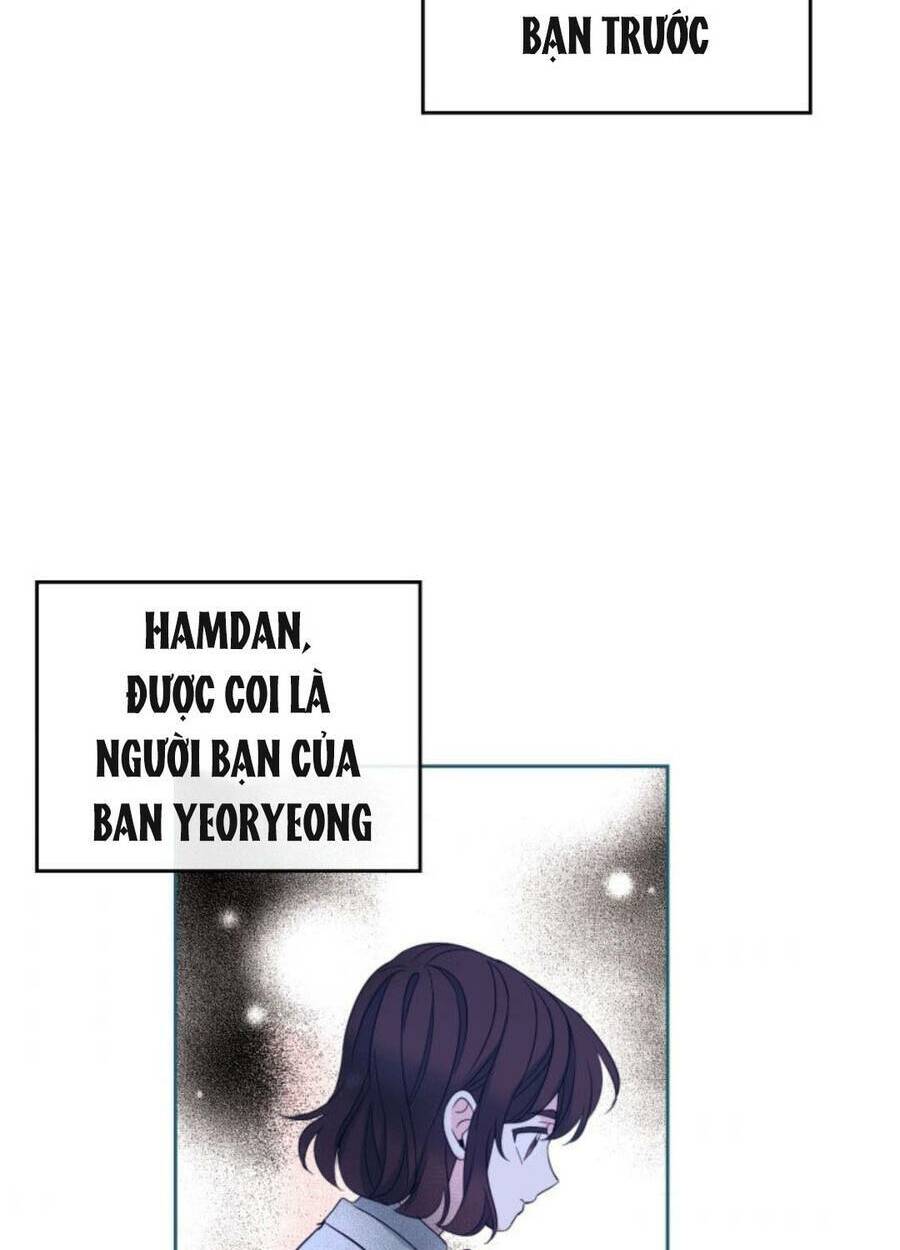 BẠN TRƯỚC
HAMDAN,
ĐƯỢC COI LÀ
NGƯỜI BẠN CỦA
BAN YEORYEONG